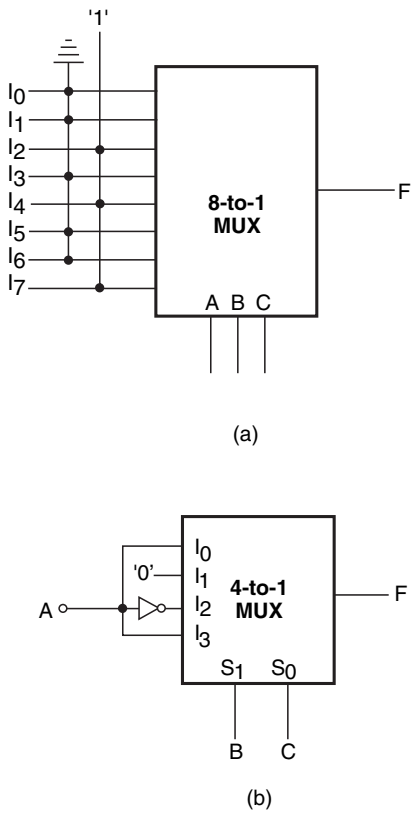 '1'
I0
I1
I2
I3
I4
I5
I6
I7
8-to-1
MUX
F
A B C
(a)
I0
'0'
I1
A
I2
I3
4-to-1
MUX
F
S1 S0
B C
(b)